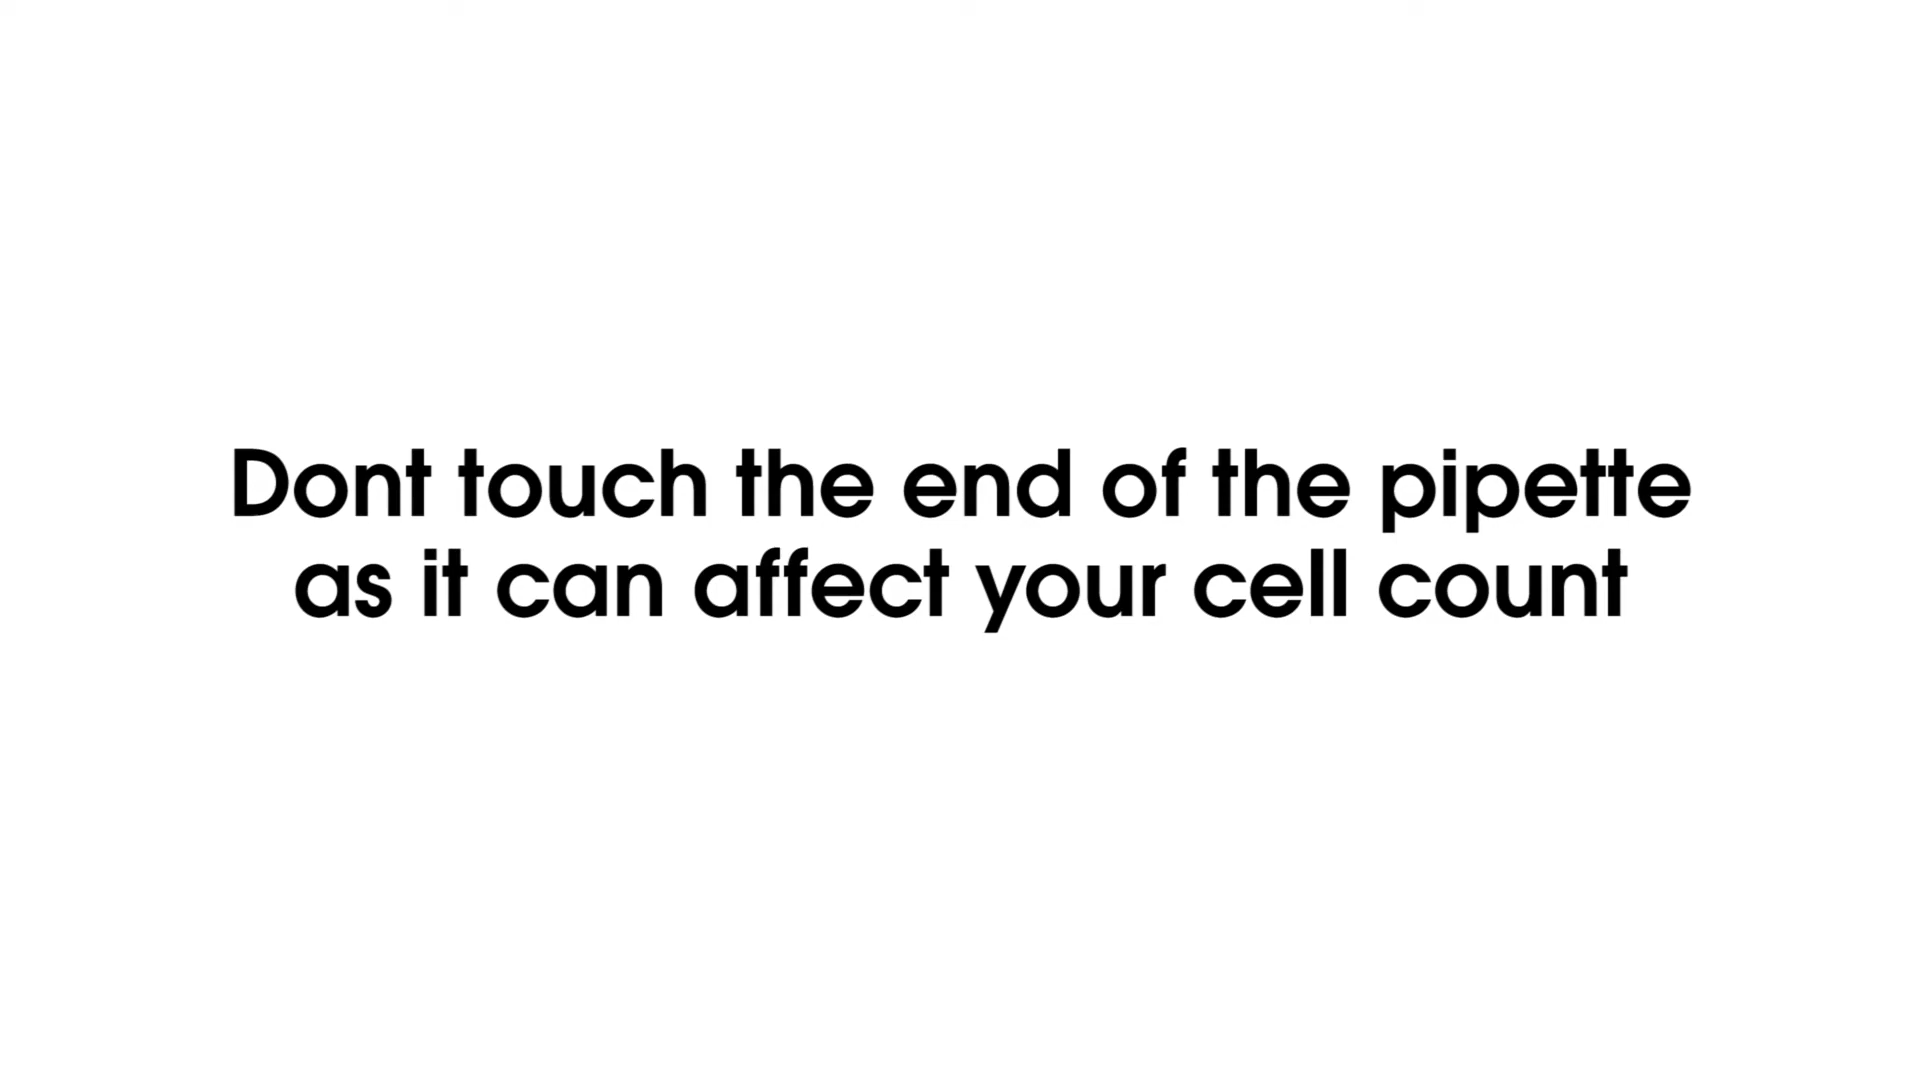 Dont touch the end of the pipette
as it can affect your cell count